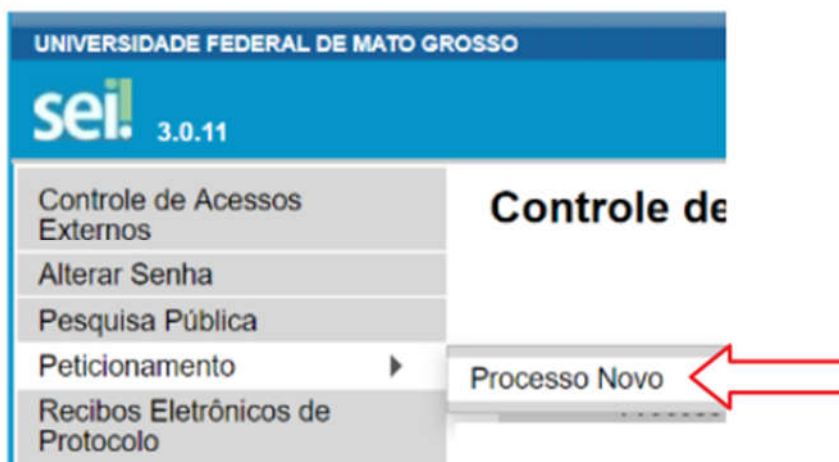 UNIVERSIDADE FEDERAL DE MATO GROSSO
sei! 3.0.11
Controle de Acessos
Externos
Alterar Senha
Pesquisa Pública
Peticionamento
Recibos Eletrônicos de
Protocolo
Controle de
Processo Novo